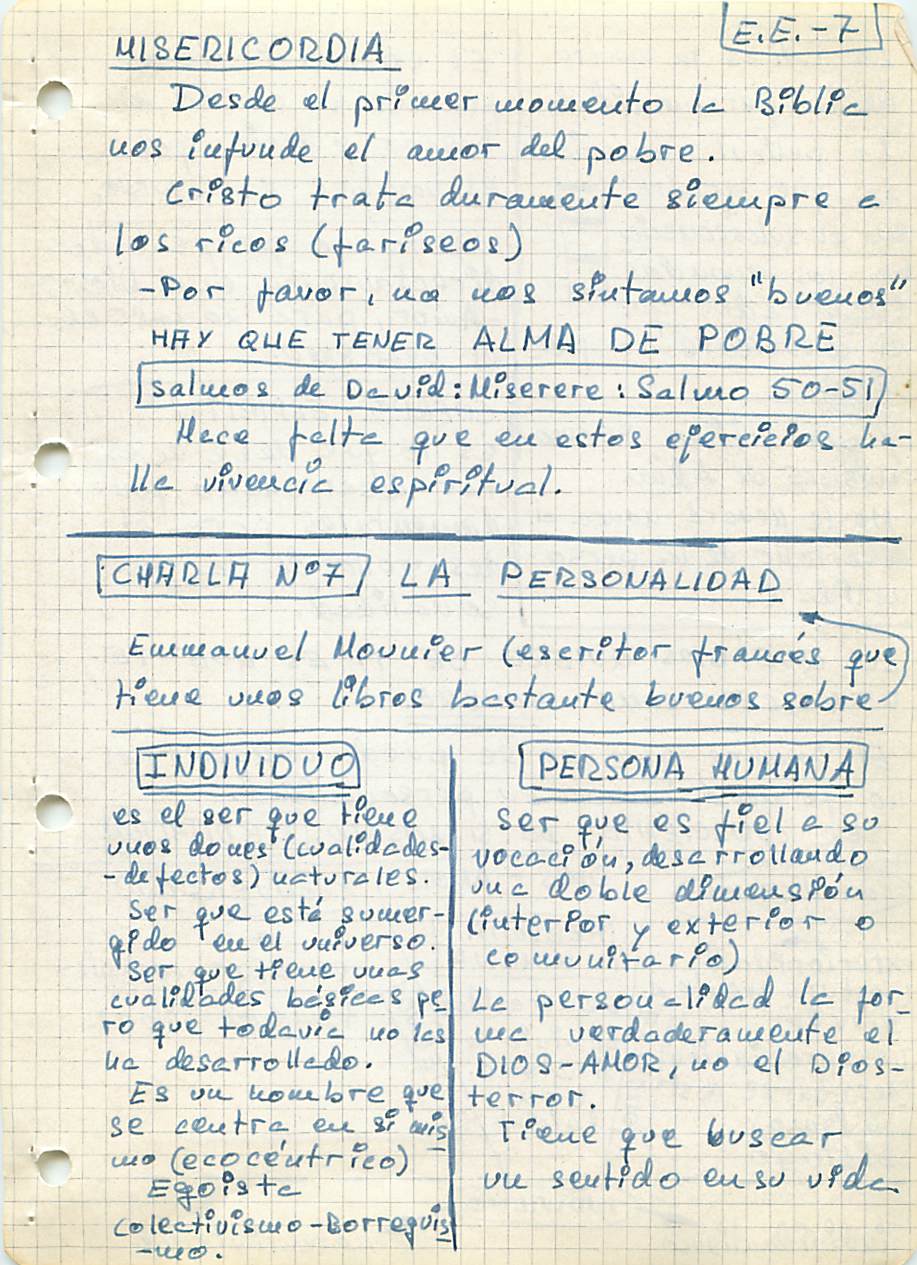 E.E.-7
MISERICORDIA
Desde el primer momento la Biblia
nos infunde el amor del pobre.
Cristo trata duramente siempre a
los ricos (fariseos)
-Por favor, no nos sintamos "buenos"
HAY QUE TENER ALMA DE POBRE
Salmos de David: Miserere: Salmo 50-51
Hace falta que en estos ejercicios ha-
lla vivencia espiritual.
CHARLA Nº7 LA PERSONALIDAD
Emmanuel Mounier (escritor francés que
tiene unos libros bastante buenos sobre
INDIVIDUO
es el ser que tiene
unos dones (cualidades-
-defectos) naturales.
Ser que está sumer-
gido en el universo.
Ser que tiene unas
cualidades básicas pe
ro que todavía no las
ha desarrollado.
Es un hombre que
se centra en sí mis
mo (ecocéntrico)
Egoista
Colectivismo-Borreguis
-mo.
PERSONA HUMANA
Ser que es fiel a su
vocación, desarrollando
una doble dimensión
(interior y exterior o
comunitario)
La personalidad la for
ma verdaderamente el
DIOS-AMOR, no el Dios-
terror.
Tiene que buscar
un sentido en su vida